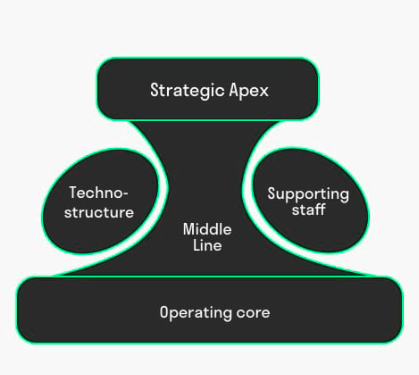 Strategic Apex
Techno-
structure
Supporting
staff
Middle
Line
Operating core